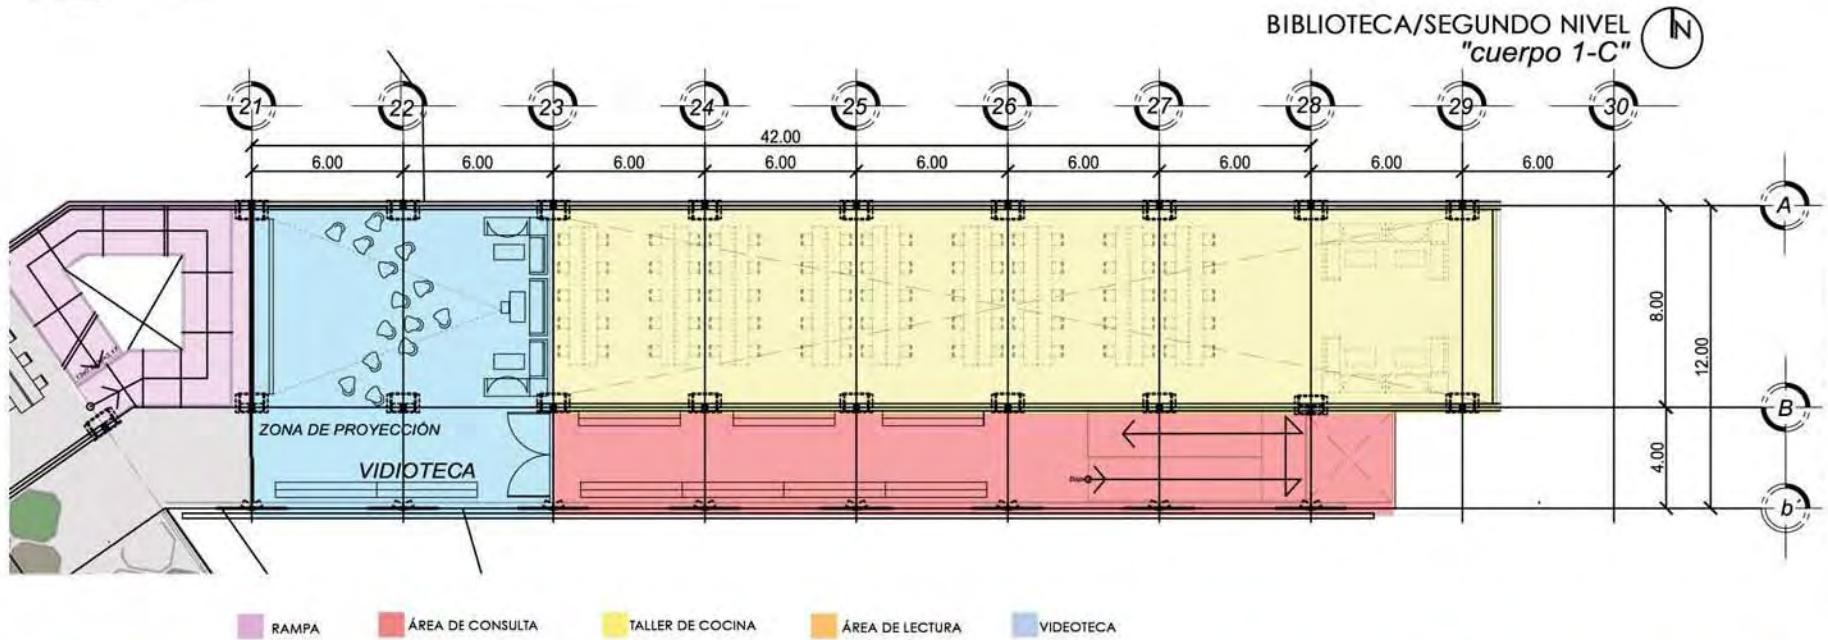 BIBLIOTECA/SEGUNDO NIVEL
"cuerpo 1-C"
N
21 22 23 24 25 26 27 28 29 30
42.00
6.00 6.00 6.00 6.00 6.00 6.00 6.00 6.00 6.00
A
8.00
12.00
B
ZONA DE PROYECCIÓN
VIDIOTECA
4.00
b'
RAMPA
ÁREA DE CONSULTA
TALLER DE COCINA
ÁREA DE LECTURA
VIDEOTECA